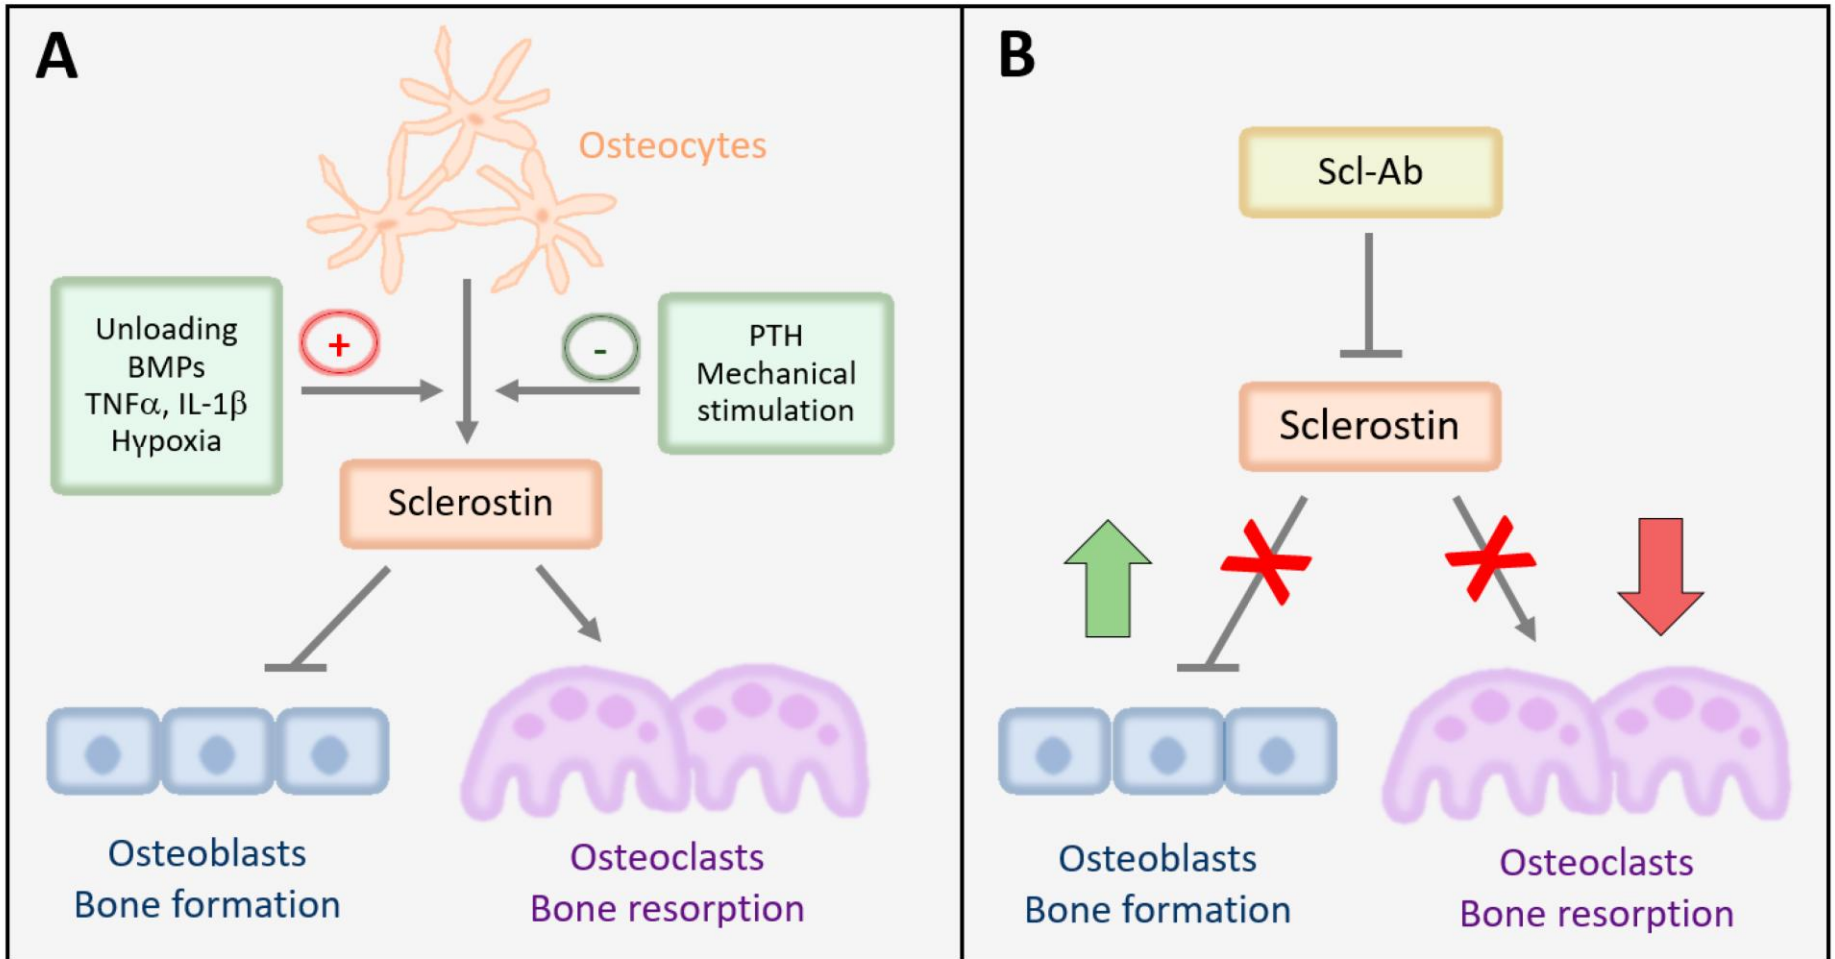 A
Osteocytes
Unloading
BMPs
TNFα, IL-1β
Hypoxia
+
-
PTH
Mechanical
stimulation
Sclerostin
Osteoblasts
Bone formation
Osteoclasts
Bone resorption
B
Scl-Ab
Sclerostin
Osteoblasts
Bone formation
Osteoclasts
Bone resorption